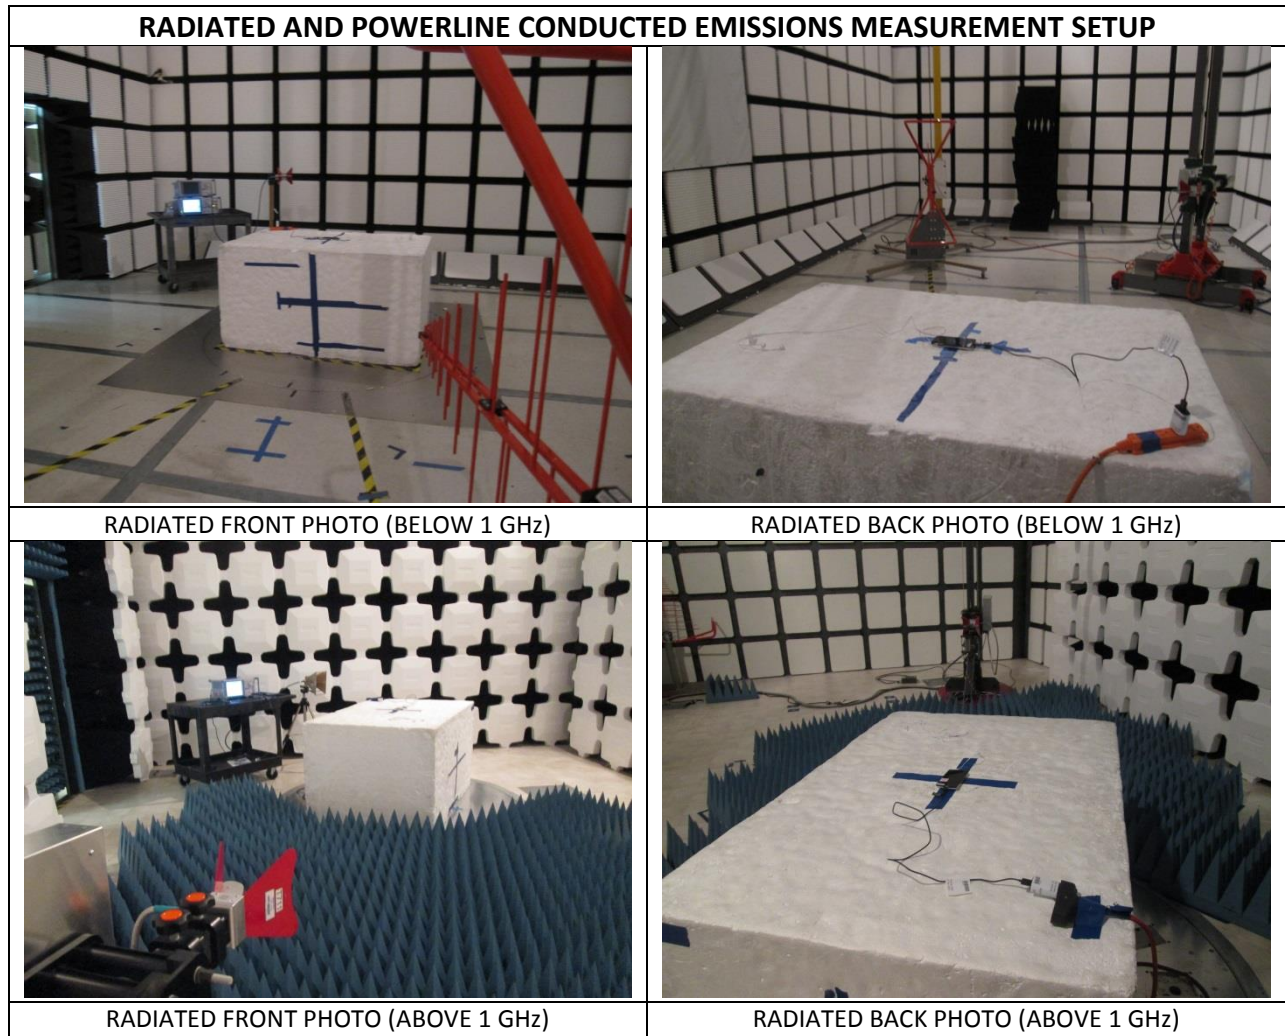 RADIATED AND POWERLINE CONDUCTED EMISSIONS MEASUREMENT SETUP
RADIATED FRONT PHOTO (BELOW 1 GHz)
RADIATED BACK PHOTO (BELOW 1 GHz)
RADIATED FRONT PHOTO (ABOVE 1 GHz)
RADIATED BACK PHOTO (ABOVE 1 GHz)